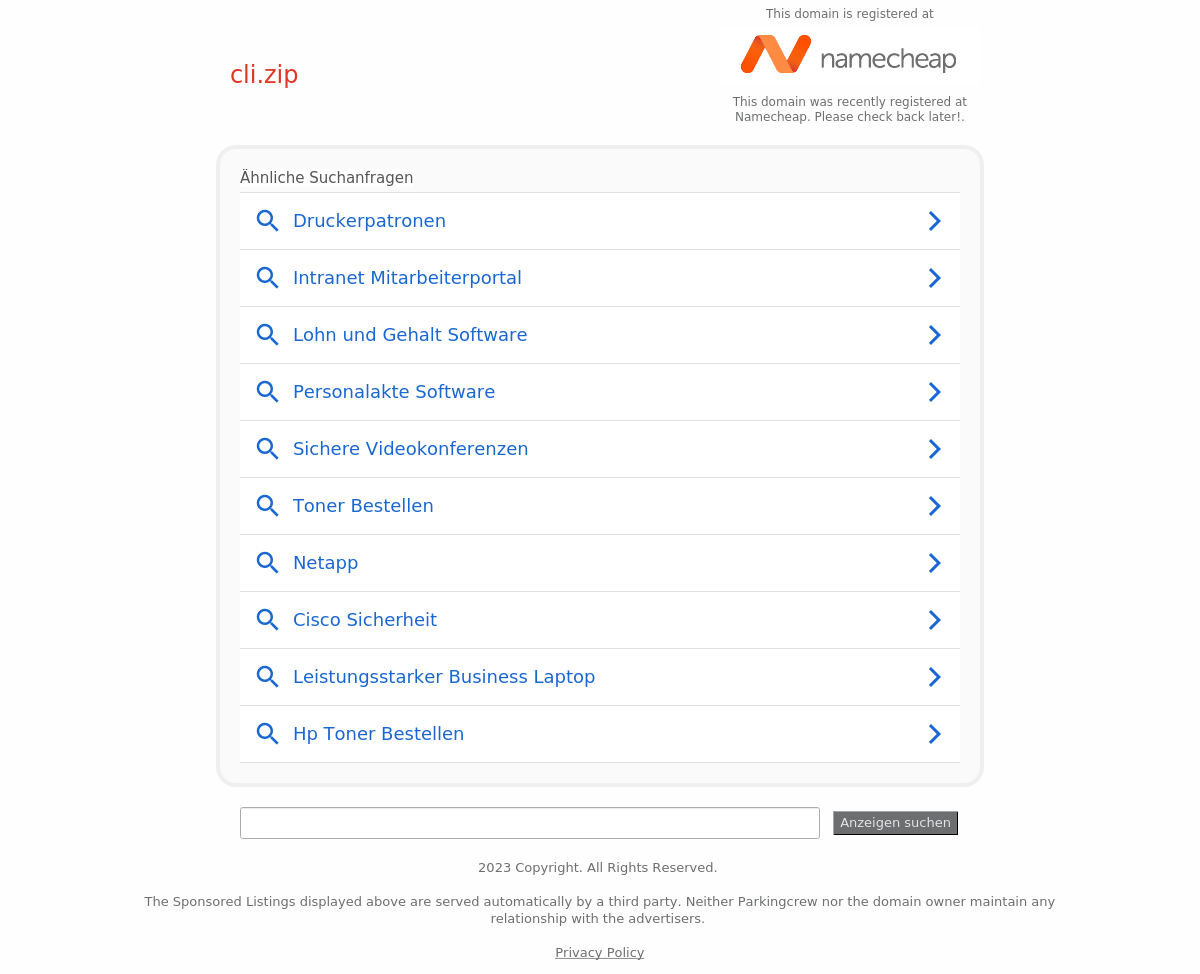 This domain is registered at
namecheap
cli.zip
This domain was recently registered at
Namecheap. Please check back later!.
Ähnliche Suchanfragen
Druckerpatronen
Intranet Mitarbeiterportal
Lohn und Gehalt Software
Personalakte Software
Sichere Videokonferenzen
Toner Bestellen
Netapp
Cisco Sicherheit
Leistungsstarker Business Laptop
Hp Toner Bestellen
Anzeigen suchen
2023 Copyright. All Rights Reserved.
The Sponsored Listings displayed above are served automatically by a third party. Neither Parkingcrew nor the domain owner maintain any
relationship with the advertisers.
Privacy Policy